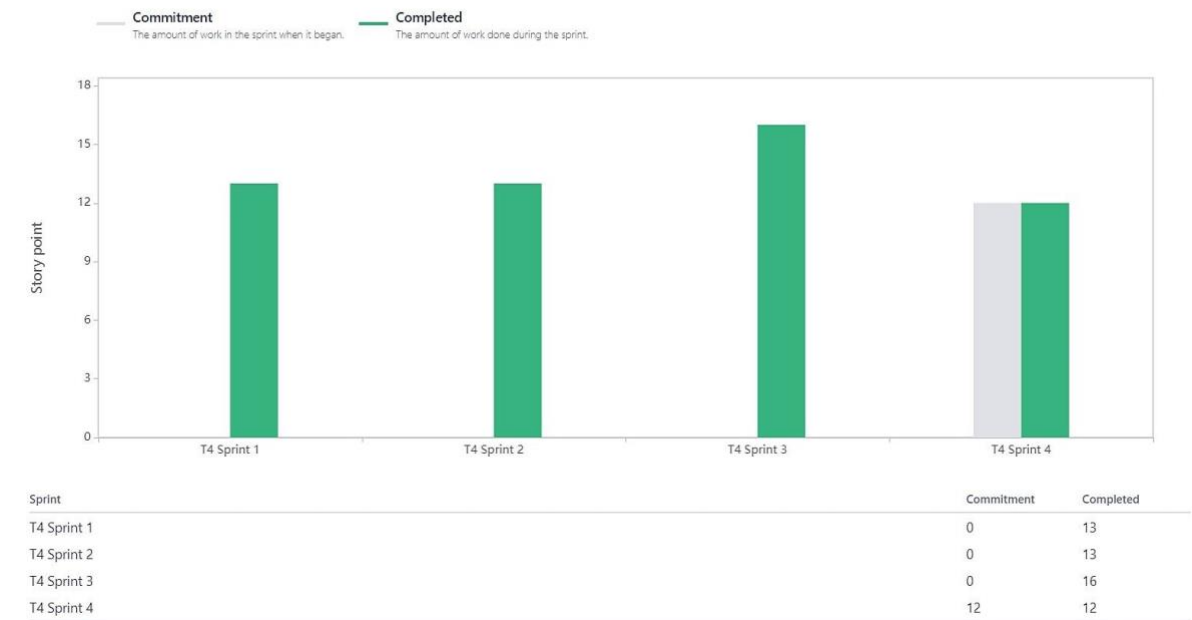 Commitment
The amount of work in the sprint when it began.
Completed
The amount of work done during the sprint.
18
15
12
9
6
3
0
Story point
T4 Sprint 1 T4 Sprint 2 T4 Sprint 3 T4 Sprint 4
Sprint Commitment Completed
T4 Sprint 1 0 13
T4 Sprint 2 0 13
T4 Sprint 3 0 16
T4 Sprint 4 12 12